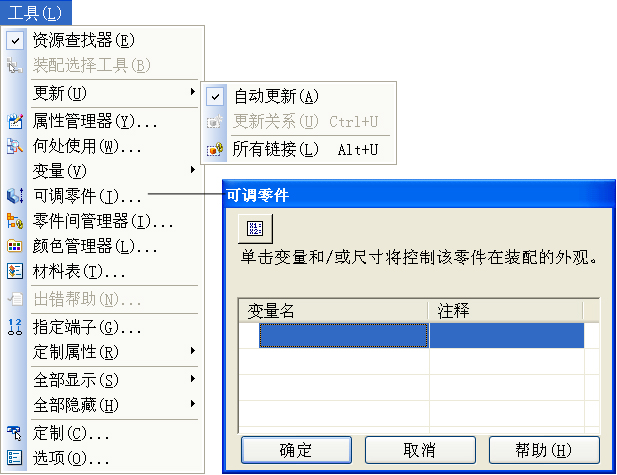 工具(L)
资源查找器(E)
装配选择工具(B)
更新(U)
属性管理器(Y)...
何处使用(W)...
变量(V)
可调零件(I)...
零件间管理器(I)...
颜色管理器(L)...
材料表(T)...
出错帮助(N)...
指定端子(G)...
定制属性(R)
全部显示(S)
全部隐藏(H)
定制(C)...
选项(O)...
自动更新(A)
更新关系(U) Ctrl+U
所有链接(L) Alt+U
可调零件
X1:
X2:
单击变量和/或尺寸将控制该零件在装配的外观。
变量名 注释
确定 取消 帮助(H)